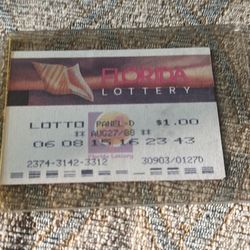 FLORIDA
LOTTERY
LOTTO PANEL-D $1.00
** AUG27/88 **
06 08 15 16 23 43
2374-3142-3312 30903/01270